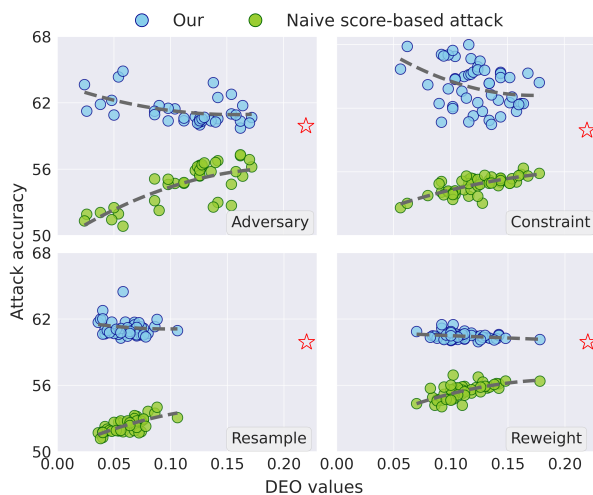 Our Naive score-based attack
68
62
56
50
Adversary
Constraint
68
62
56
50
Resample
Reweight
0.00 0.05 0.10 0.15 0.20
0.00 0.05 0.10 0.15 0.20
Attack accuracy
DEO values